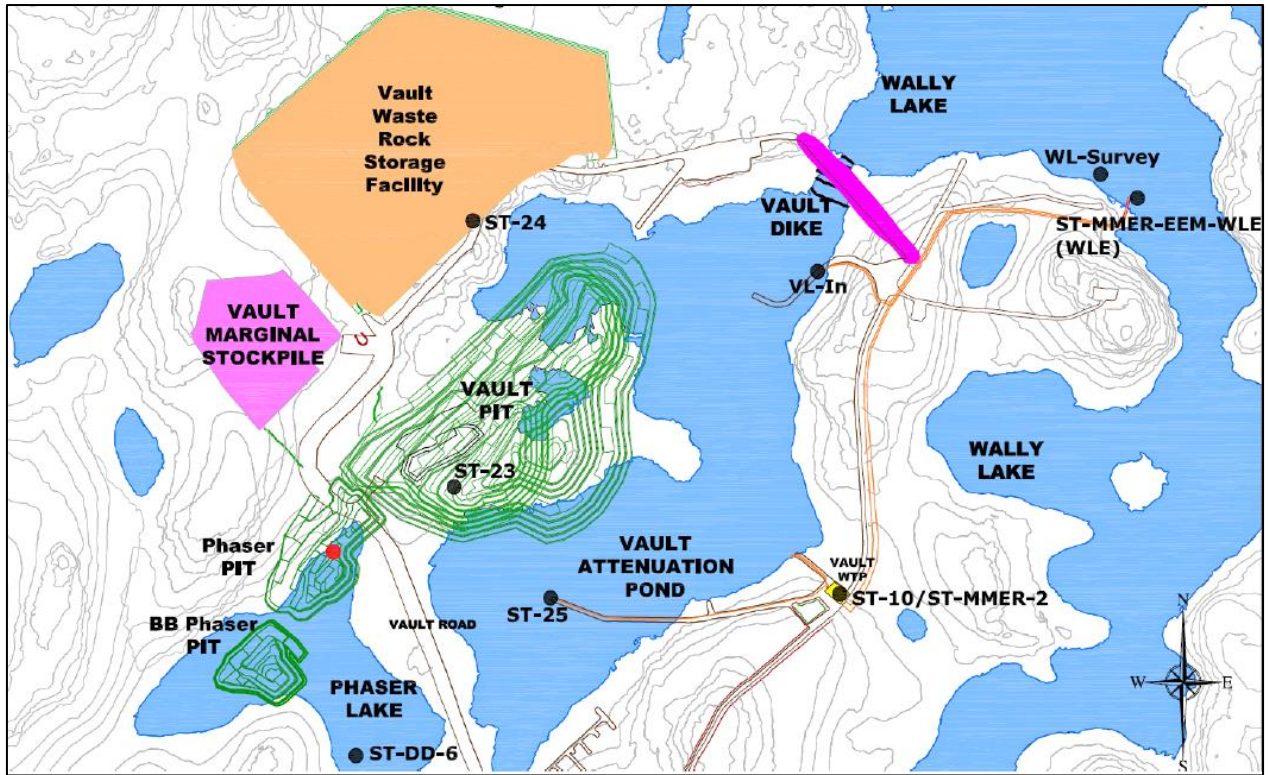 Vault
Waste
Rock
Storage
Facility
WALLY
LAKE
WL-Survey
ST-MMER-EEM-WLE
(WLE)
ST-24
VAULT
DIKE
VL-In
VAULT
MARGINAL
STOCKPILE
VAULT
PIT
ST-23
WALLY
LAKE
Phaser
PIT
VAULT
ATTENUATION
POND
VAULT
WTP
ST-10/ST-MMER-2
ST-25
BB Phaser
PIT
VAULT ROAD
PHASER
LAKE
ST-DD-6
N
W
E
S